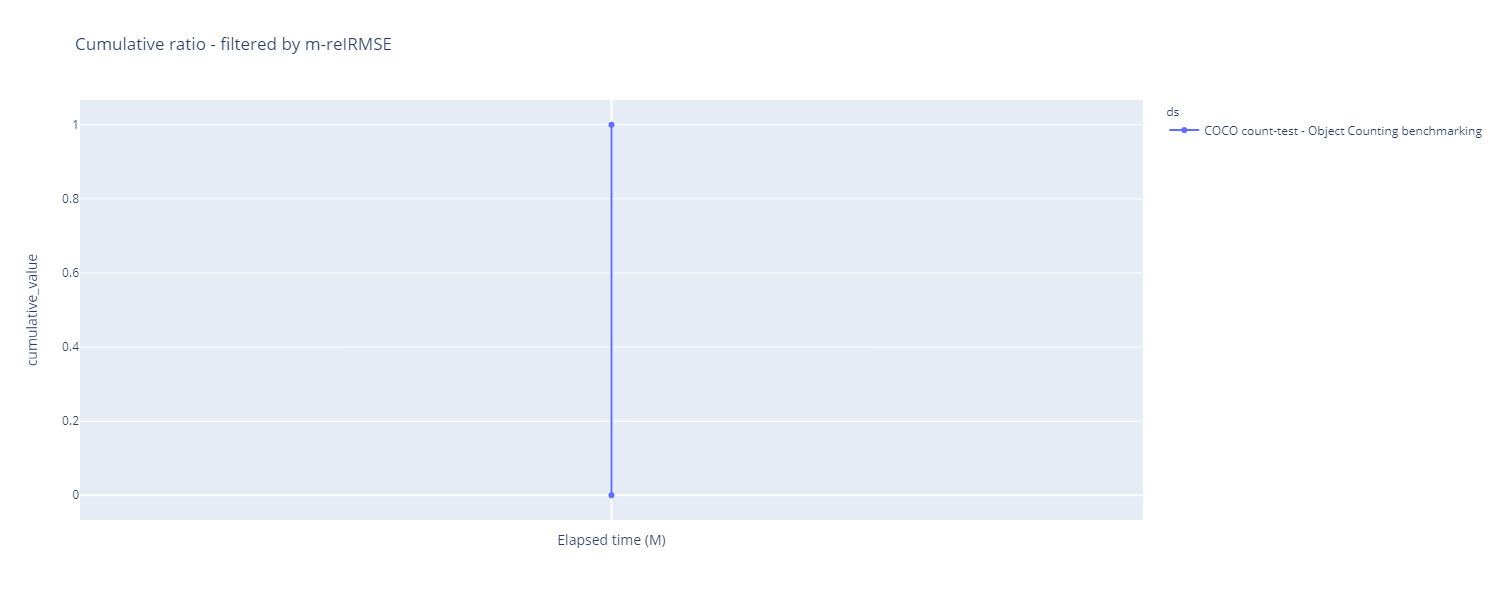 Cumulative ratio - filtered by m-reIRMSE
ds
COCO count-test - Object Counting benchmarking
cumulative_value
1
0.8
0.6
0.4
0.2
0
Elapsed time (M)